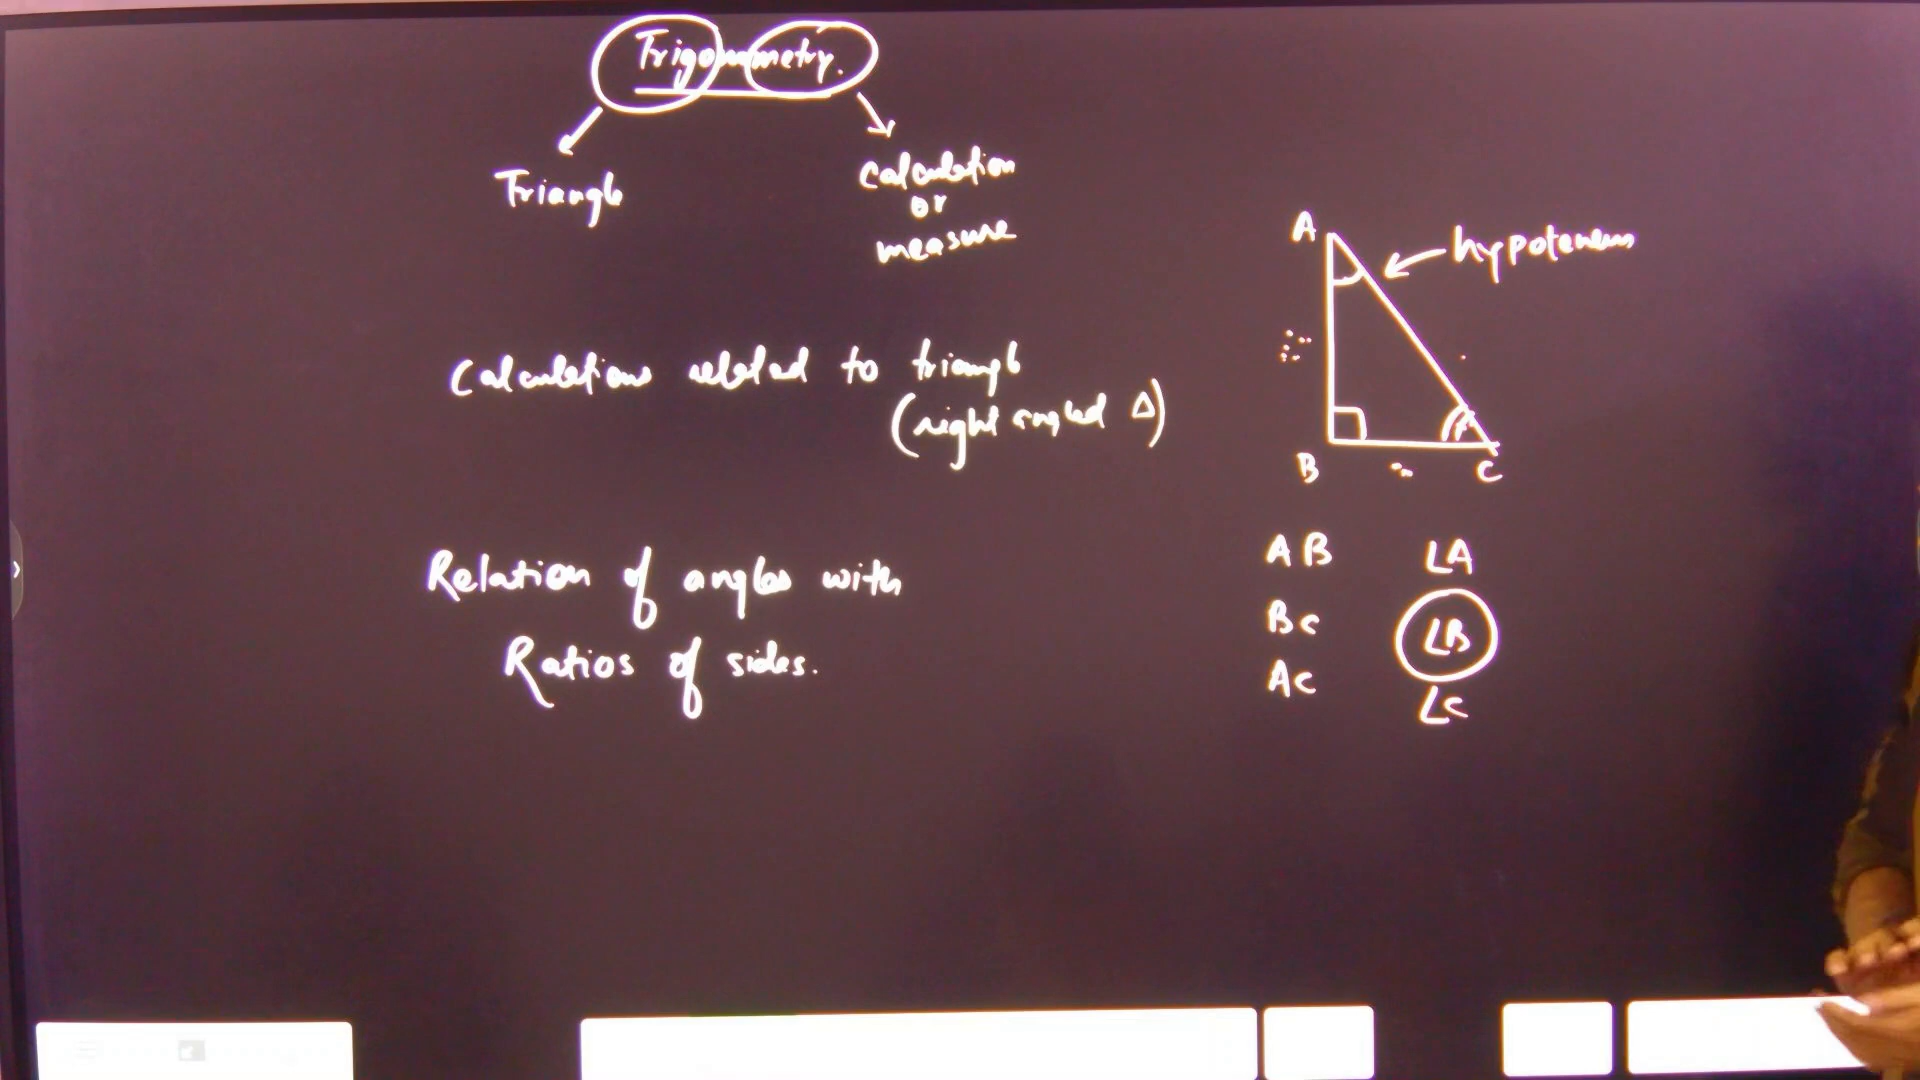 Trigonometry.
Triangle
Calculation
or
measure
Calculations related to triangle
(right angled Δ)
Relation of angles with
Ratios of sides.
A
hypotenuse
B
C
AB ∠A
BC ∠B
AC ∠C